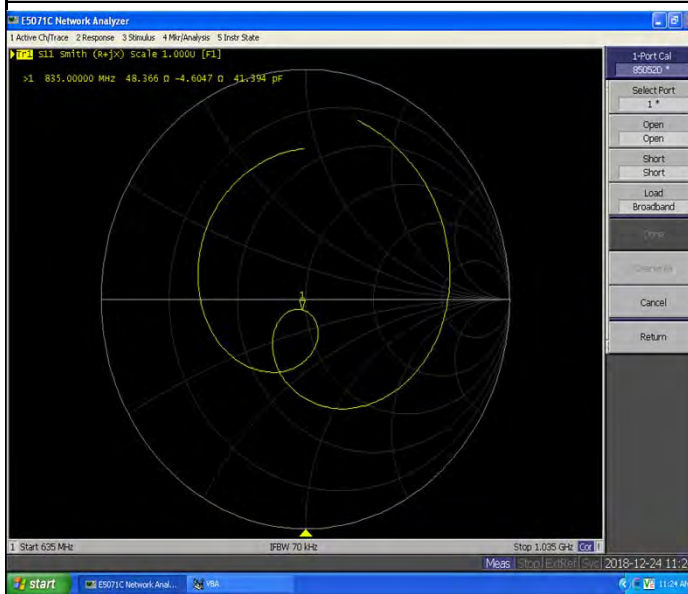 E5071C Network Analyzer
1 Active Ch/Trace 2 Response 3 Stimulus 4 Mkr/Analysis 5 Instr State
Tr1 S11 Smith (R+jX) Scale 1.000U [F1]
>1 835.00000 MHz 48.366 Ω -4.6047 Ω 41.394 pF
1
1-Port Cal
85052D *
Select Port
1 *
Open
Open
Short
Short
Load
Broadband
Done
Cancel
Return
1 Start 635 MHz IFBW 70 kHz Stop 1.035 GHz Cor !
Meas Stop ExtRef Svc 2018-12-24 11:2
start E5071C Network Anal... VBA 11:24 AM